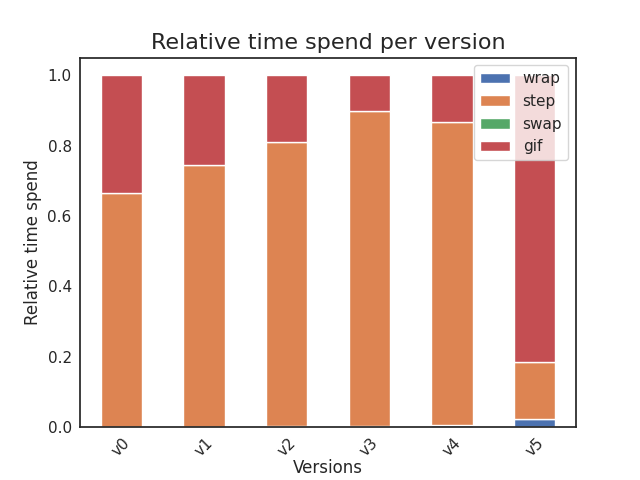 Relative time spend per version
wrap
step
swap
gif
1.0
0.8
0.6
0.4
0.2
0.0
Relative time spend
v0
v1
v2
v3
v4
v5
Versions